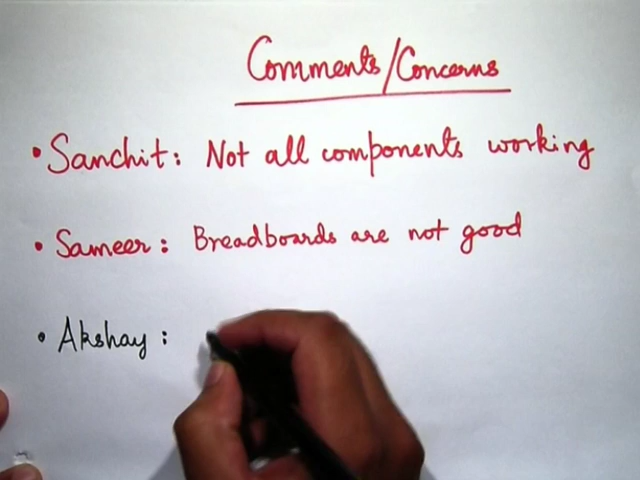 Comments/Concerns
• Sanchit: Not all components working
• Sameer: Breadboards are not good
• Akshay: